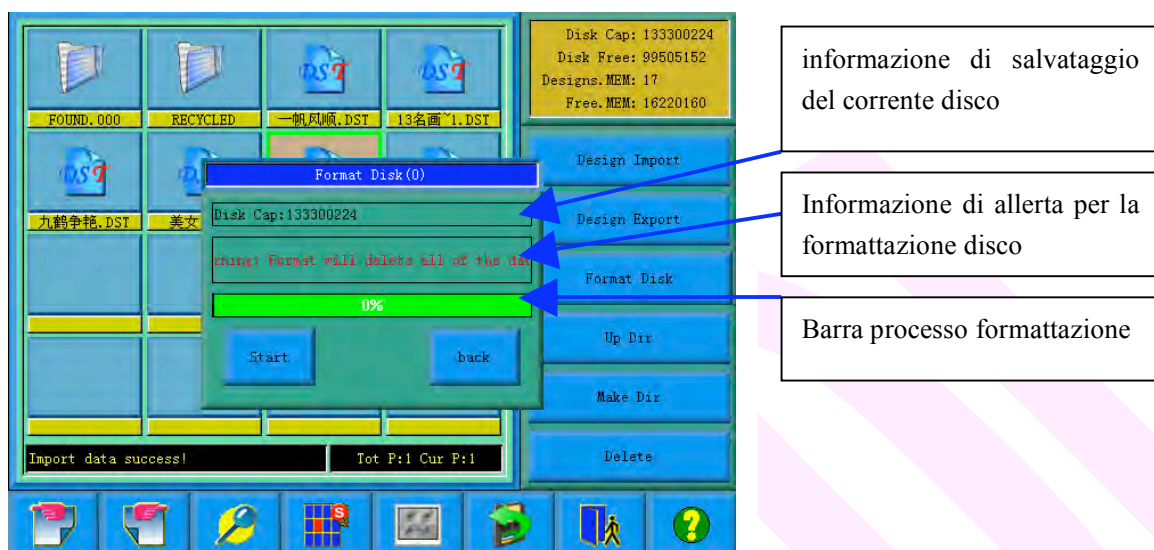 Disk Cap: 133300224
Disk Free: 99505152
Designs.MEM: 17
Free.MEM: 16220160
FOUND.000
RECYCLED
一帆风顺.DST
13名画~1.DST
DST
DST
DST
九鹤争艳.DST
美女
Format Disk(0)
Disk Cap:133300224
rning: Format will delete all of the da
0%
Start
back
Import data success!
Tot P:1 Cur P:1
Design Import
Design Export
Format Disk
Up Dir
Make Dir
Delete
S
?
informazione di salvataggio
del corrente disco
Informazione di allerta per la
formattazione disco
Barra processo formattazione